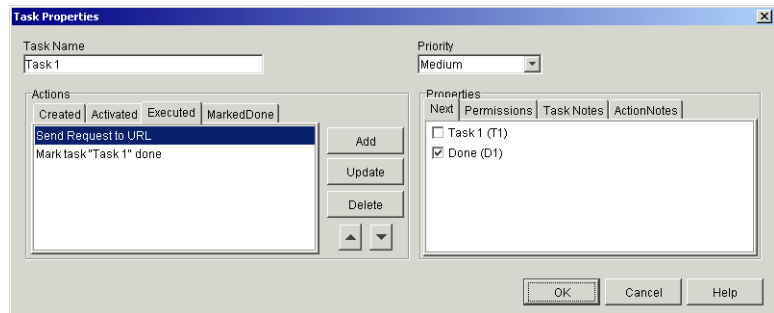 Task Properties
Task Name
Task 1
Priority
Medium
Actions
Created Activated Executed MarkedDone
Send Request to URL
Mark task "Task 1" done
Add
Update
Delete
Properties
Next Permissions Task Notes ActionNotes
Task 1 (T1)
Done (D1)
OK Cancel Help